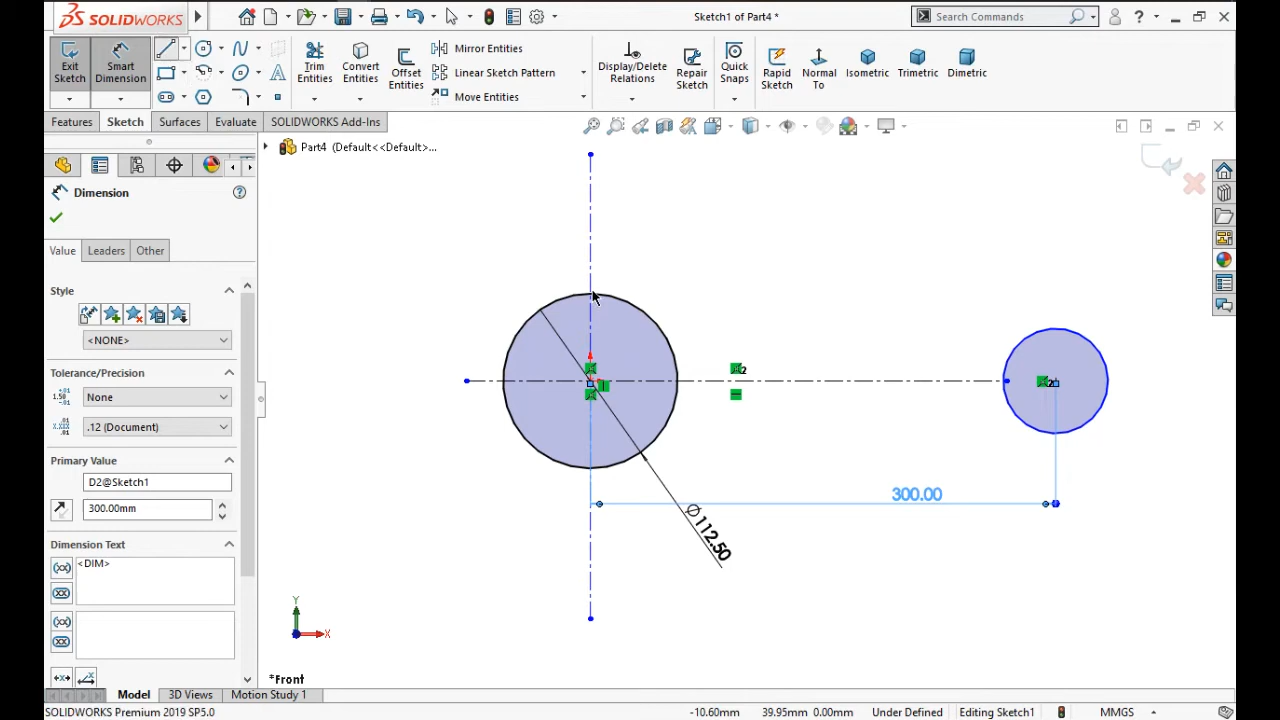 SOLIDWORKS
Sketch1 of Part4 *
Search Commands
Exit Sketch
Smart Dimension
Trim Entities
Convert Entities
Offset Entities
Mirror Entities
Linear Sketch Pattern
Move Entities
Display/Delete Relations
Repair Sketch
Quick Snaps
Rapid Sketch
Normal To
Isometric
Trimetric
Dimetric
Features
Sketch
Surfaces
Evaluate
SOLIDWORKS Add-Ins
Part4 (Default<<Default>...
Dimension
Value
Leaders
Other
Style
<NONE>
Tolerance/Precision
None
.12 (Document)
Primary Value
D2@Sketch1
300.00mm
Dimension Text
<DIM>
2
2
300.00
∅112.50
Y
X
*Front
Model
3D Views
Motion Study 1
SOLIDWORKS Premium 2019 SP5.0
-10.60mm
39.95mm 0.00mm
Under Defined
Editing Sketch1
MMGS